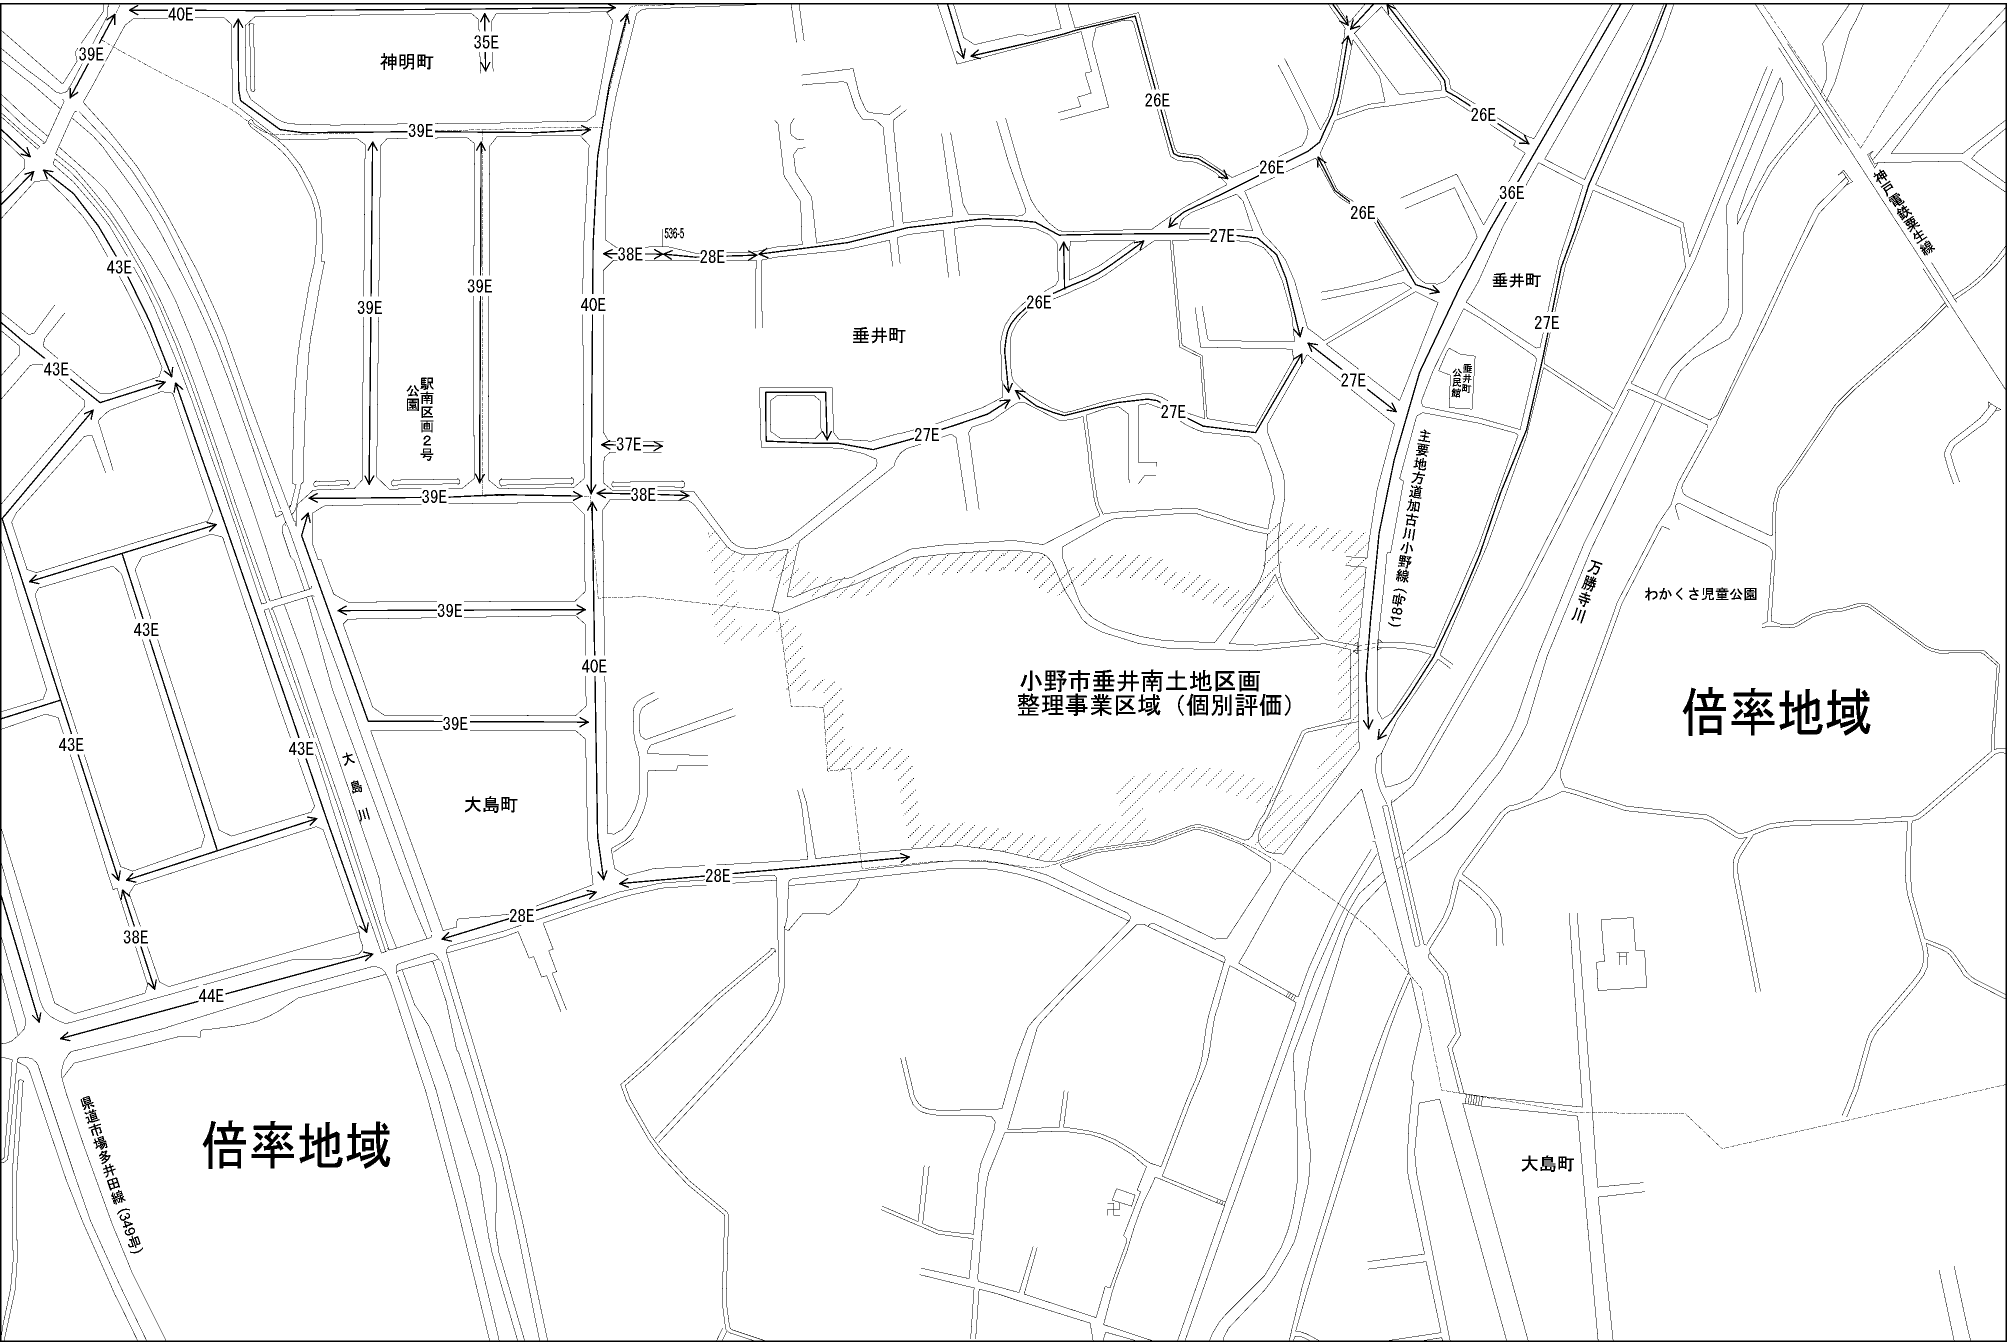 40E
39E
35E
神明町
39E
26E
26E
26E
36E
26E
神戸電鉄粟生線
536-5
38E
28E
27E
43E
39E
39E
40E
26E
垂井町
27E
垂井町
43E
駅南区画2号
公園
27E
垂井町
公民館
27E
27E
37E
39E
38E
主要地方道加古川小野線(18号)
万勝寺川
わかくさ児童公園
39E
43E
40E
小野市垂井南土地区画
整理事業区域(個別評価)
倍率地域
39E
43E
43E
大島川
大島町
28E
28E
38E
44E
県道市場多井田線(349号)
倍率地域
大島町